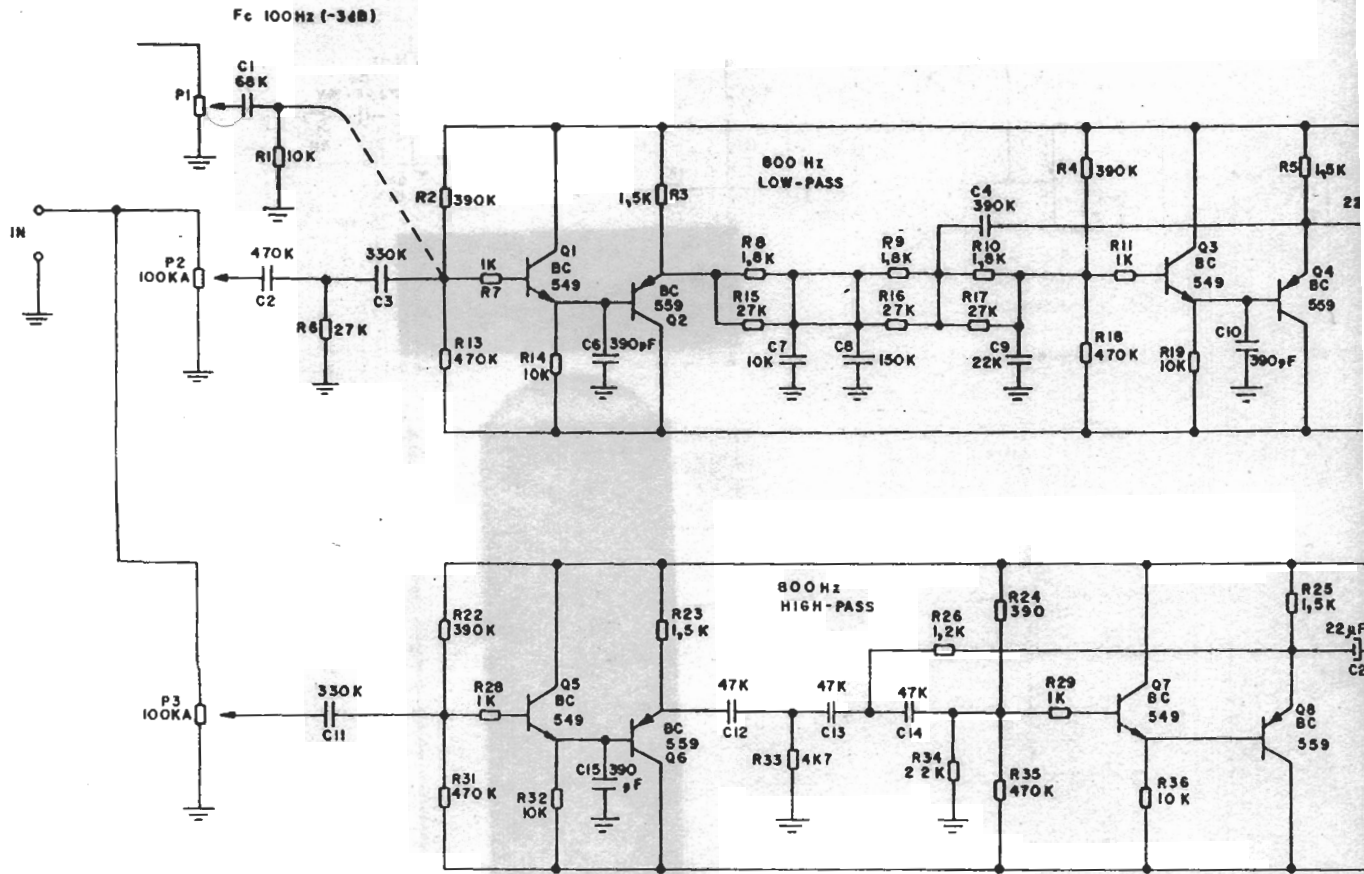 Fc 100Hz (-3dB)
P1
C1
68K
R1
10K
IN
P2
100KA
470K
C2
R6
27K
330K
C3
R2
390K
1K
R7
R13
470K
Q1
BC
549
R14
10K
C6
390pF
1,5K
R3
BC
559
Q2
800 Hz
LOW-PASS
R8
1,8K
R15
27K
C7
10K
C8
150K
R9
1,8K
R16
27K
C4
390K
R10
1,8K
R17
27K
C9
22K
R4
390K
R18
470K
R11
1K
Q3
BC
549
R19
10K
C10
390pF
R5
1,5K
22
Q4
BC
559
P3
100KA
330K
C11
R22
390K
R28
1K
R31
470K
Q5
BC
549
R32
10K
C15
390
pF
R23
1,5K
BC
559
Q6
800Hz
HIGH-PASS
47K
C12
R33
4K7
47K
C13
R26
1,2K
47K
C14
R34
22K
R24
390
R35
470K
R29
1K
Q7
BC
549
R36
10K
R25
1,5K
22µF
C2
Q8
BC
559